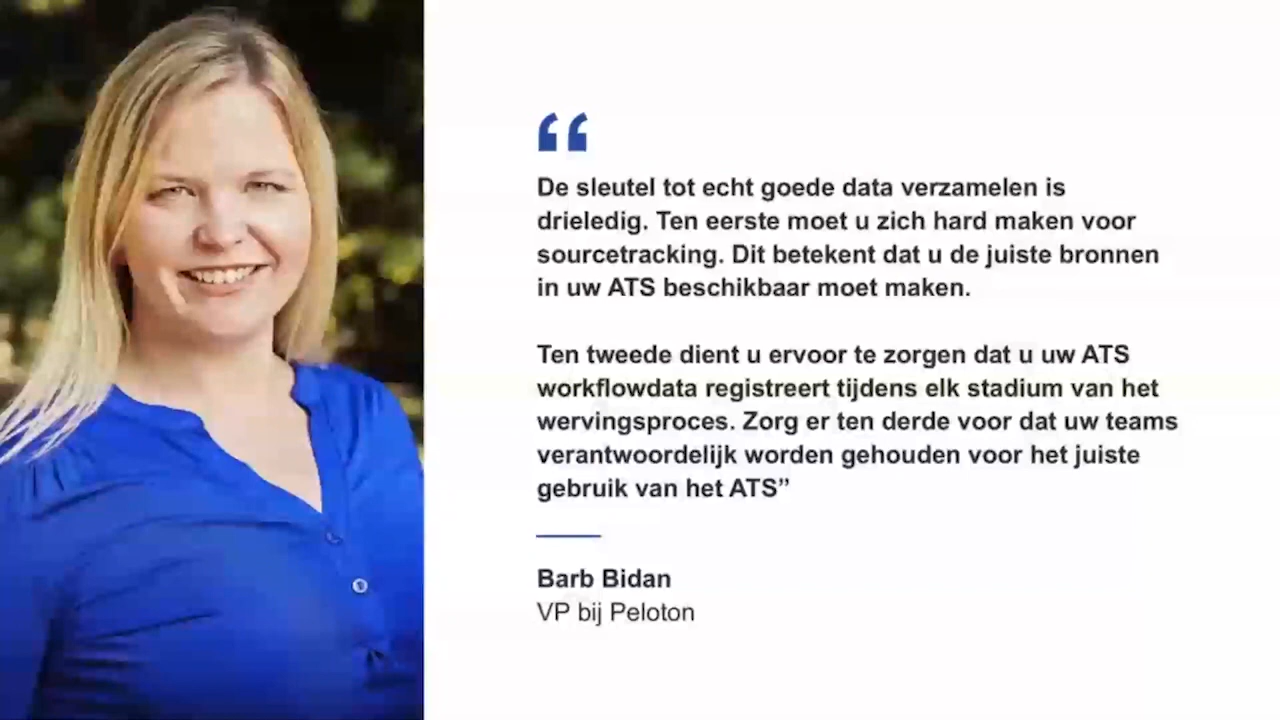 “
De sleutel tot echt goede data verzamelen is
drieledig. Ten eerste moet u zich hard maken voor
sourcetracking. Dit betekent dat u de juiste bronnen
in uw ATS beschikbaar moet maken.
Ten tweede dient u ervoor te zorgen dat u uw ATS
workflowdata registreert tijdens elk stadium van het
wervingsproces. Zorg er ten derde voor dat uw teams
verantwoordelijk worden gehouden voor het juiste
gebruik van het ATS”
Barb Bidan
VP bij Peloton